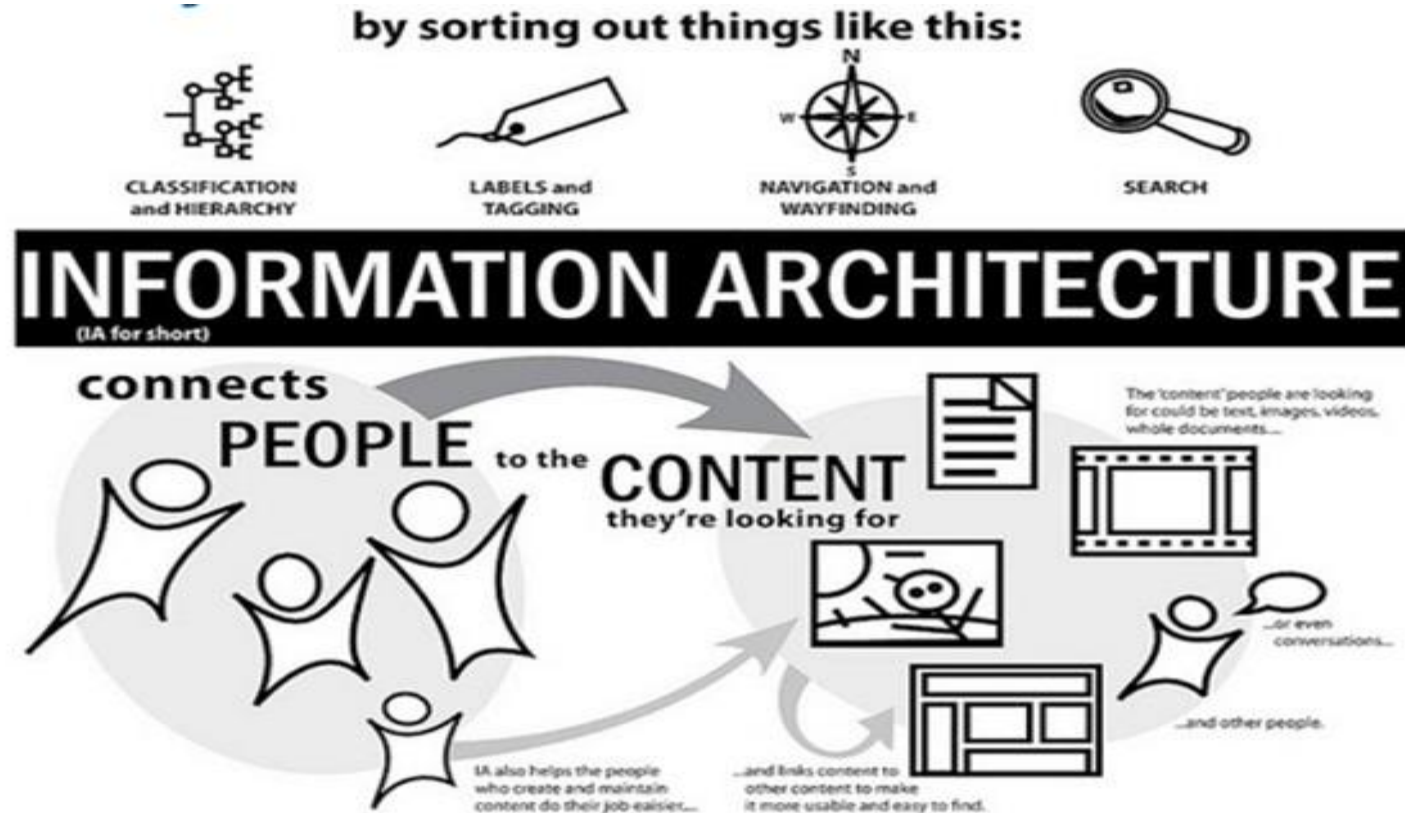 by sorting out things like this:
N
W
E
S
CLASSIFICATION
and HIERARCHY
LABELS and
TAGGING
NAVIGATION and
WAYFINDING
SEARCH
INFORMATION ARCHITECTURE
(IA for short)
connects
PEOPLE
to the
CONTENT
they're looking for
The 'content' people are looking
for could be text, images, videos,
whole documents....
...or even
conversations...
...and other people.
IA also helps the people
who create and maintain
content do their job eaisier....
...and links content to
other content to make
it more usable and easy to find.